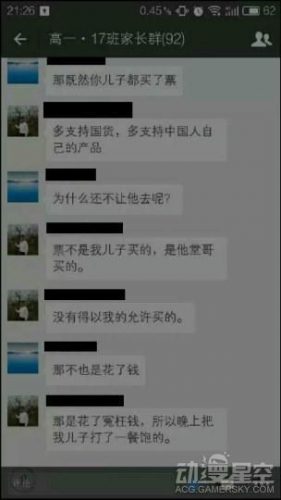 21:26
0.45%
62
高一·17班家长群(92)
那既然你儿子都买了票
多支持国货，多支持中国人自
己的产品
为什么还不让他去呢？
票不是我儿子买的，是他堂哥
买的。
没有得以我的允许买的。
那不也是花了钱
那是花了冤枉钱，所以晚上把
我儿子打了一餐饱的。
动漫星空
ACG.GAMERSKY.COM